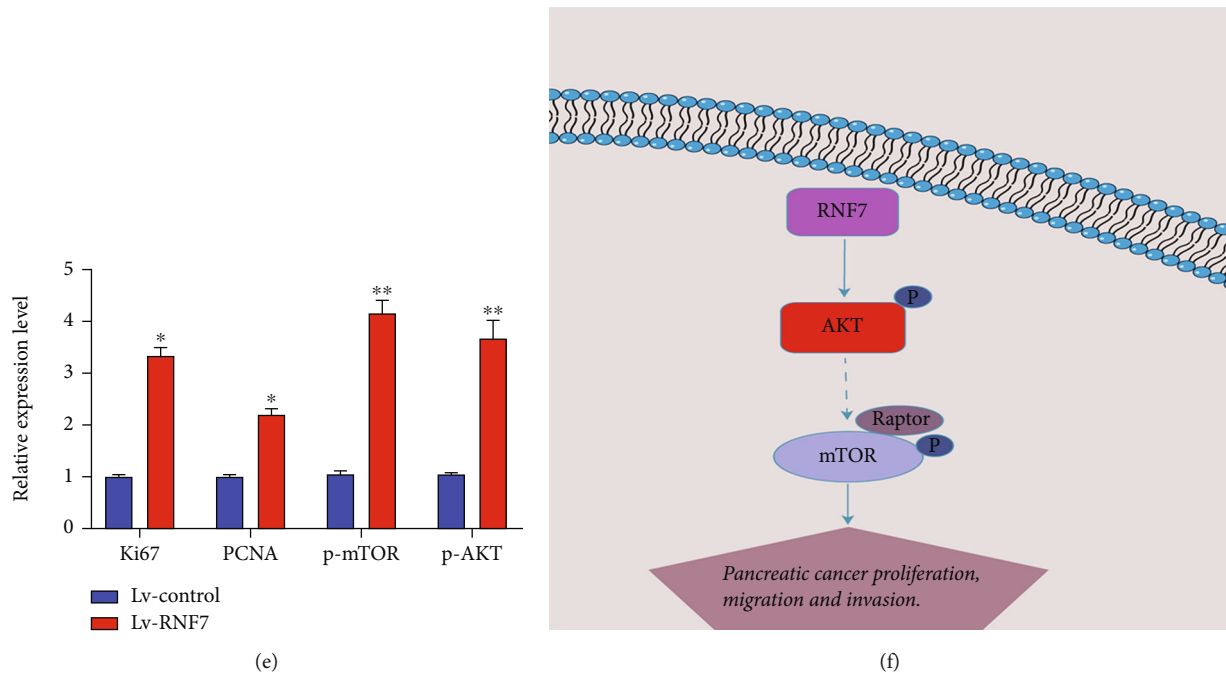 5
4
3
2
1
0
Relative expression level
*
*
**
**
Ki67
PCNA
p-mTOR
p-AKT
Lv-control
Lv-RNF7
(e)
RNF7
P
AKT
Raptor
P
mTOR
Pancreatic cancer proliferation,
migration and invasion.
(f)